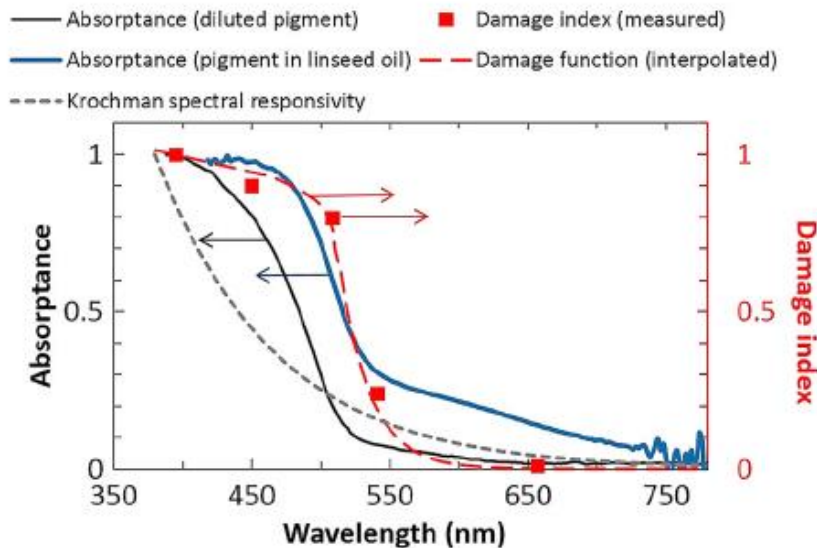 Absorptance (diluted pigment)
Damage index (measured)
Absorptance (pigment in linseed oil)
Damage function (interpolated)
Krochman spectral responsivity
1
1
0.5
0.5
0
0
Absorptance
Damage index
350
450
550
650
750
Wavelength (nm)